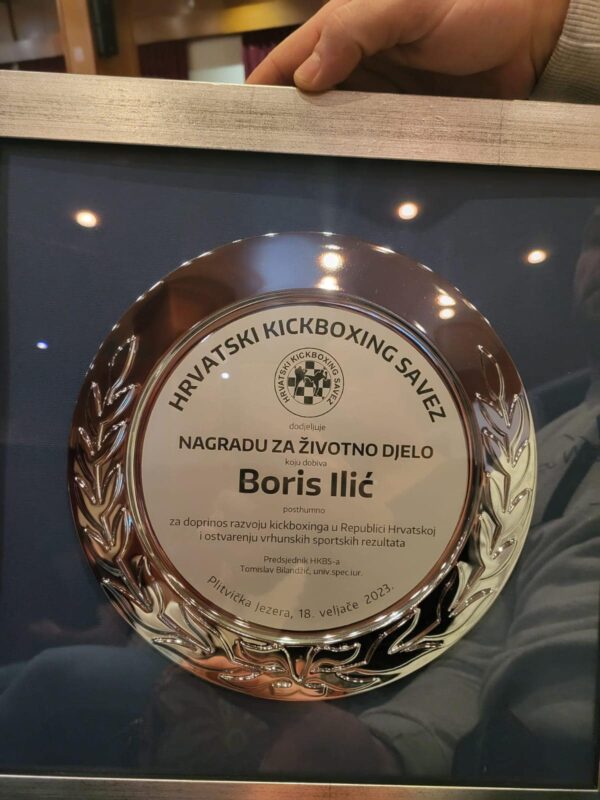 HRVATSKI KICKBOXING SAVEZ
HRVATSKI KICKBOXING SAVEZ
dodjeljuje
NAGRADU ZA ŽIVOTNO DJELO
koju dobiva
Boris Ilić
posthumno
za doprinos razvoju kickboxinga u Republici Hrvatskoj
i ostvarenju vrhunskih sportskih rezultata
Predsjednik HKBS-a
Tomislav Bilandžić, univ.spec.iur.
Plitvička Jezera, 18. veljače 2023.